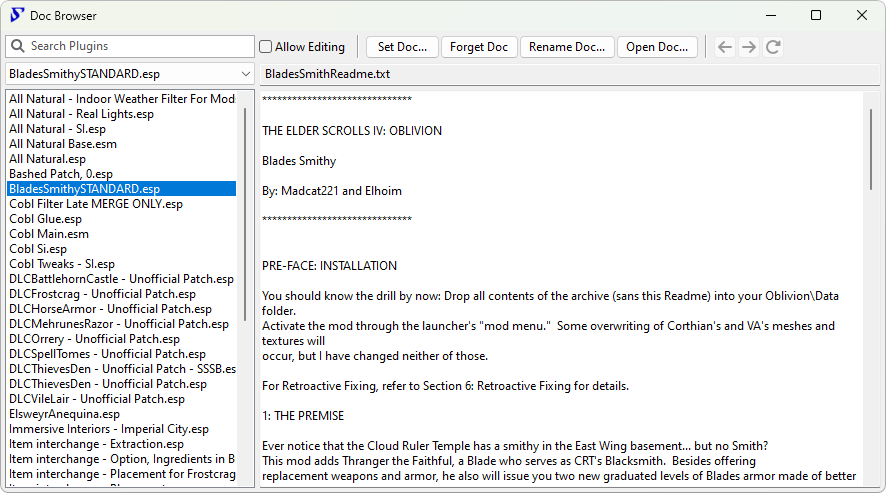 Doc Browser
Search Plugins
Allow Editing
Set Doc...
Forget Doc
Rename Doc...
Open Doc...
BladesSmithySTANDARD.esp
BladesSmithReadme.txt
All Natural - Indoor Weather Filter For Mod
All Natural - Real Lights.esp
All Natural - SI.esp
All Natural Base.esm
All Natural.esp
Bashed Patch, 0.esp
BladesSmithySTANDARD.esp
Cobl Filter Late MERGE ONLY.esp
Cobl Glue.esp
Cobl Main.esm
Cobl Si.esp
Cobl Tweaks - SI.esp
DLCBattlehornCastle - Unofficial Patch.esp
DLCFrostcrag - Unofficial Patch.esp
DLCHorseArmor - Unofficial Patch.esp
DLCMehrunesRazor - Unofficial Patch.esp
DLCOrrery - Unofficial Patch.esp
DLCSpellTomes - Unofficial Patch.esp
DLCThievesDen - Unofficial Patch - SSSB.es
DLCThievesDen - Unofficial Patch.esp
DLCVileLair - Unofficial Patch.esp
ElsweyrAnequina.esp
Immersive Interiors - Imperial City.esp
Item interchange - Extraction.esp
Item interchange - Option, Ingredients in B
Item interchange - Placement for Frostcrag
******************************
THE ELDER SCROLLS IV: OBLIVION
Blades Smithy
By: Madcat221 and Elhoim
******************************
PRE-FACE: INSTALLATION
You should know the drill by now: Drop all contents of the archive (sans this Readme) into your Oblivion\Data
folder.
Activate the mod through the launcher's "mod menu."  Some overwriting of Corthian's and VA's meshes and
textures will
occur, but I have changed neither of those.
For Retroactive Fixing, refer to Section 6: Retroactive Fixing for details.
1: THE PREMISE
Ever notice that the Cloud Ruler Temple has a smithy in the East Wing basement... but no Smith?
This mod adds Thranger the Faithful, a Blade who serves as CRT's Blacksmith.  Besides offering
replacement weapons and armor, he also will issue you two new graduated levels of Blades armor made of better